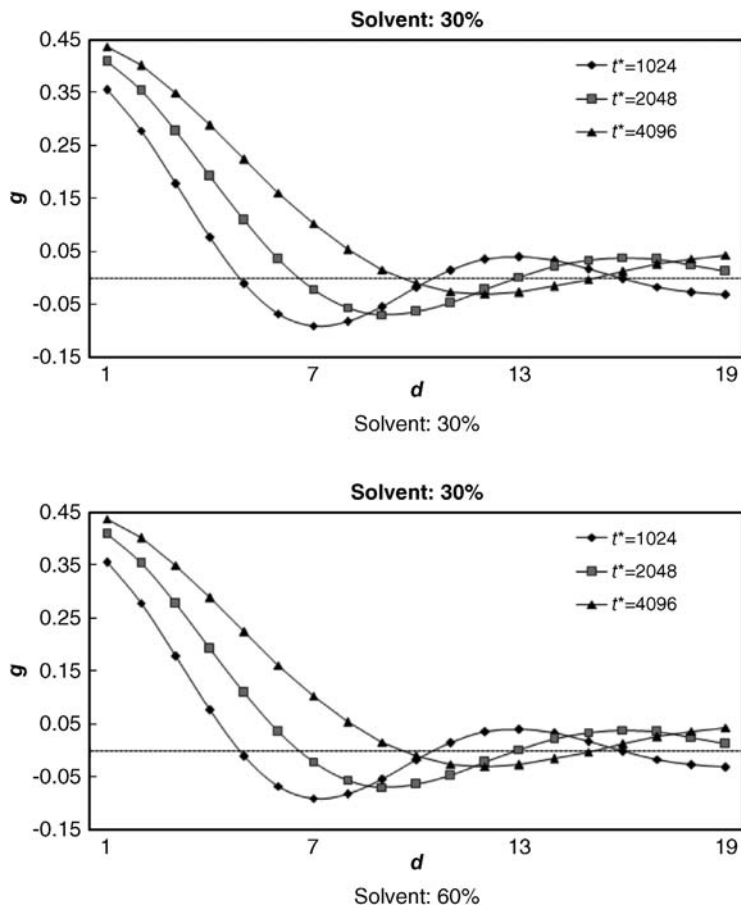 Solvent: 30%
0.45
0.35
0.25
0.15
0.05
-0.05
-0.15
g
t*=1024
t*=2048
t*=4096
1
7
13
19
d
Solvent: 30%
Solvent: 30%
0.45
0.35
0.25
0.15
0.05
-0.05
-0.15
g
t*=1024
t*=2048
t*=4096
1
7
13
19
d
Solvent: 60%